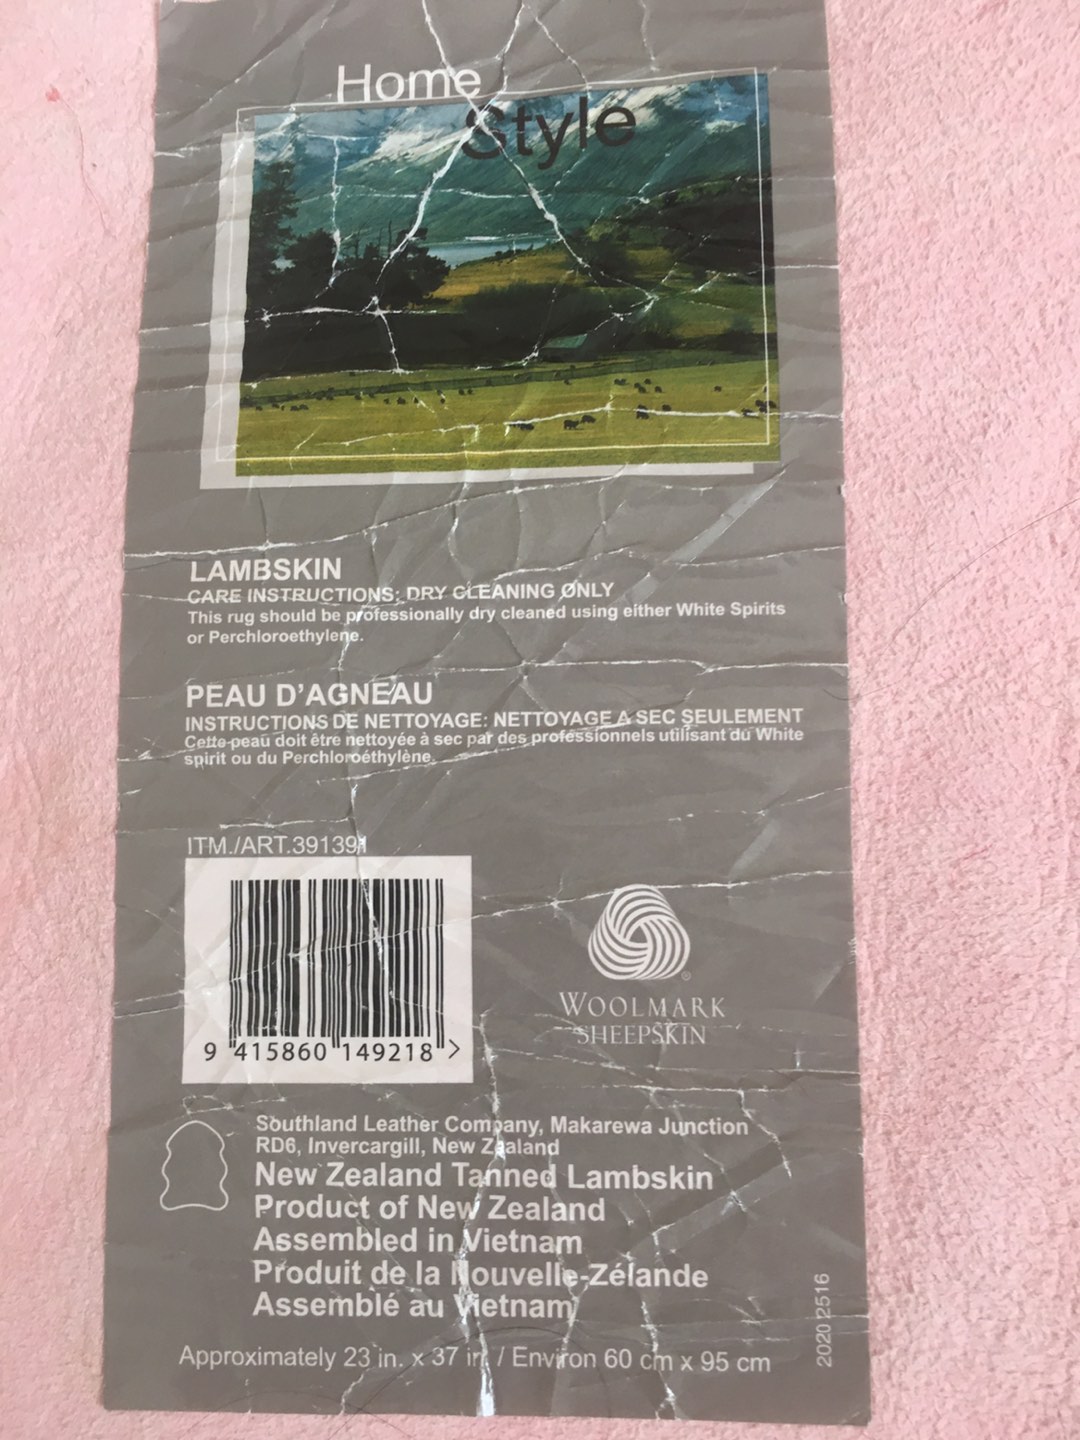 Home
Style
LAMBSKIN
CARE INSTRUCTIONS: DRY CLEANING ONLY
This rug should be professionally dry cleaned using either White Spirits
or Perchloroethylene.
PEAU D'AGNEAU
INSTRUCTIONS DE NETTOYAGE: NETTOYAGE A SEC SEULEMENT
Cette peau doit être nettoyée à sec par des professionnels utilisant du White
spirit ou du Perchloroéthylène.
ITM./ART.391391
9 415860 149218 >
®
WOOLMARK
SHEEPSKIN
Southland Leather Company, Makarewa Junction
RD6, Invercargill, New Zealand
New Zealand Tanned Lambskin
Product of New Zealand
Assembled in Vietnam
Produit de la Nouvelle-Zélande
Assemblé au Vietnam
Approximately 23 in. x 37 in. / Environ 60 cm x 95 cm
2020 2516